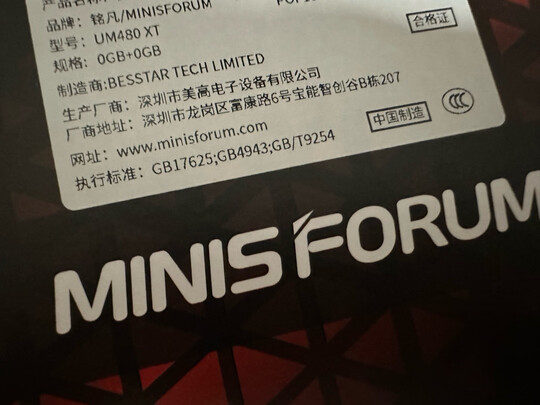 品牌：铭凡/MINISFORUM
型号：UM480 XT
规格：0GB+0GB
合格证
制造商:BESSTAR TECH LIMITED
生产厂商：深圳市美高电子设备有限公司
厂商地址：深圳市龙岗区富康路6号宝能智创谷B栋207
网址：www.minisforum.com
中国制造
CCC
执行标准：GB17625;GB4943;GB/T9254
MINISFORUM